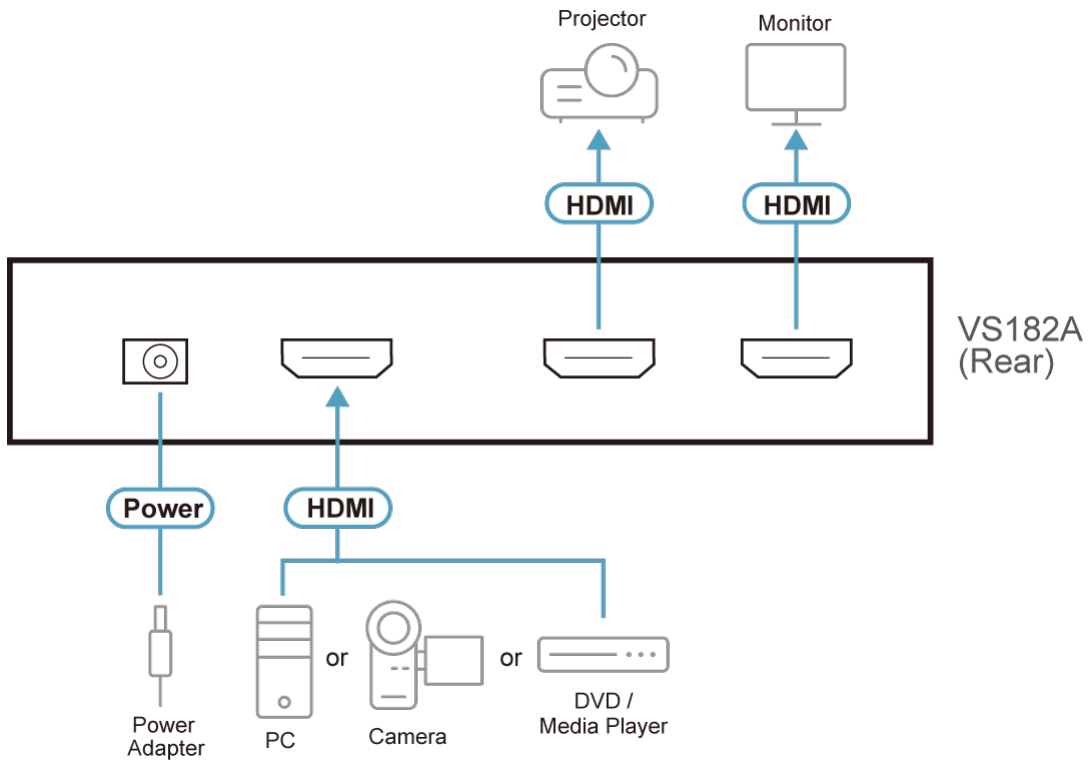 Projector
Monitor
HDMI
HDMI
VS182A
(Rear)
Power
HDMI
or
or
Power
Adapter
PC
Camera
DVD /
Media Player